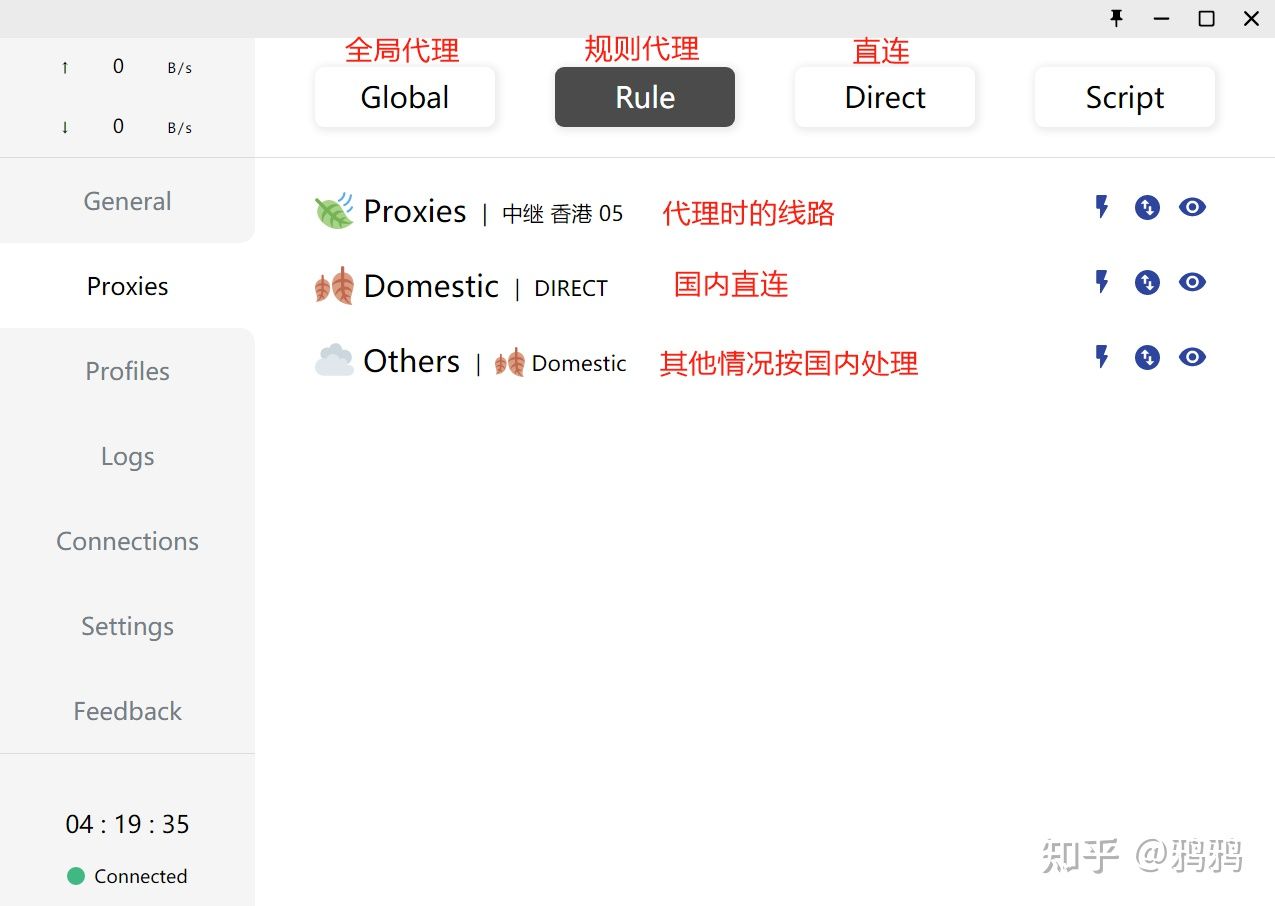 ↑ 0 B/s
↓ 0 B/s
全局代理 规则代理 直连
Global Rule Direct Script
General
Proxies
Profiles
Logs
Connections
Settings
Feedback
04 : 19 : 35
Connected
Proxies | 中继 香港 05 代理时的线路
Domestic | DIRECT 国内直连
Others | Domestic 其他情况按国内处理
知乎 @鸦鸦